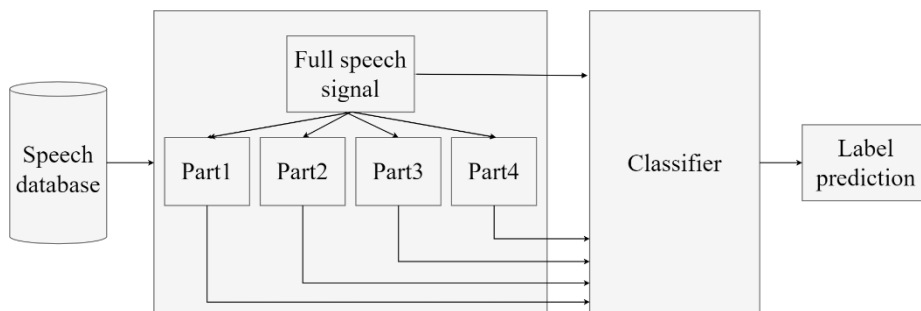 Full speech
signal
Speech
database
Part1
Part2
Part3
Part4
Classifier
Label
prediction